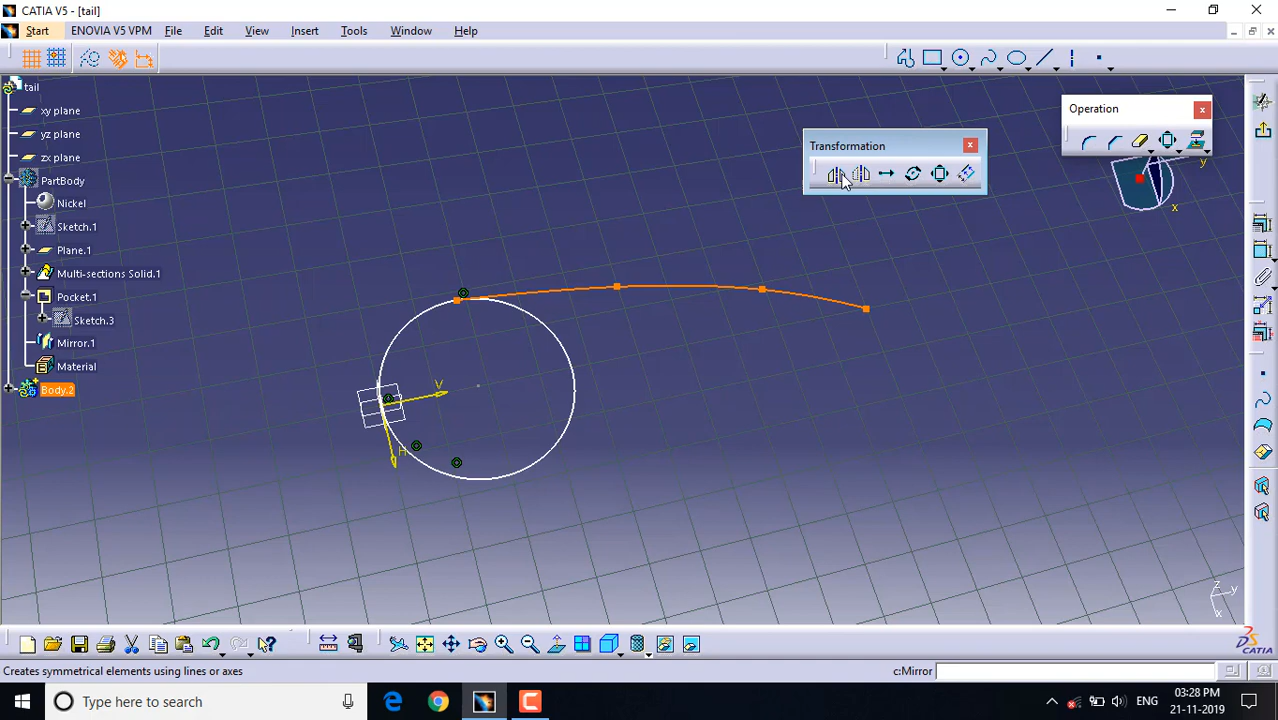 CATIA V5 - [tail]
Start ENOVIA V5 VPM File Edit View Insert Tools Window Help
tail
xy plane
yz plane
zx plane
PartBody
Nickel
Sketch.1
Plane.1
Multi-sections Solid.1
Pocket.1
Sketch.3
Mirror.1
Material
Body.2
Transformation
Operation
y
x
V
H
z
y
x
CATIA
Creates symmetrical elements using lines or axes
c:Mirror
Type here to search
ENG
03:28 PM
21-11-2019